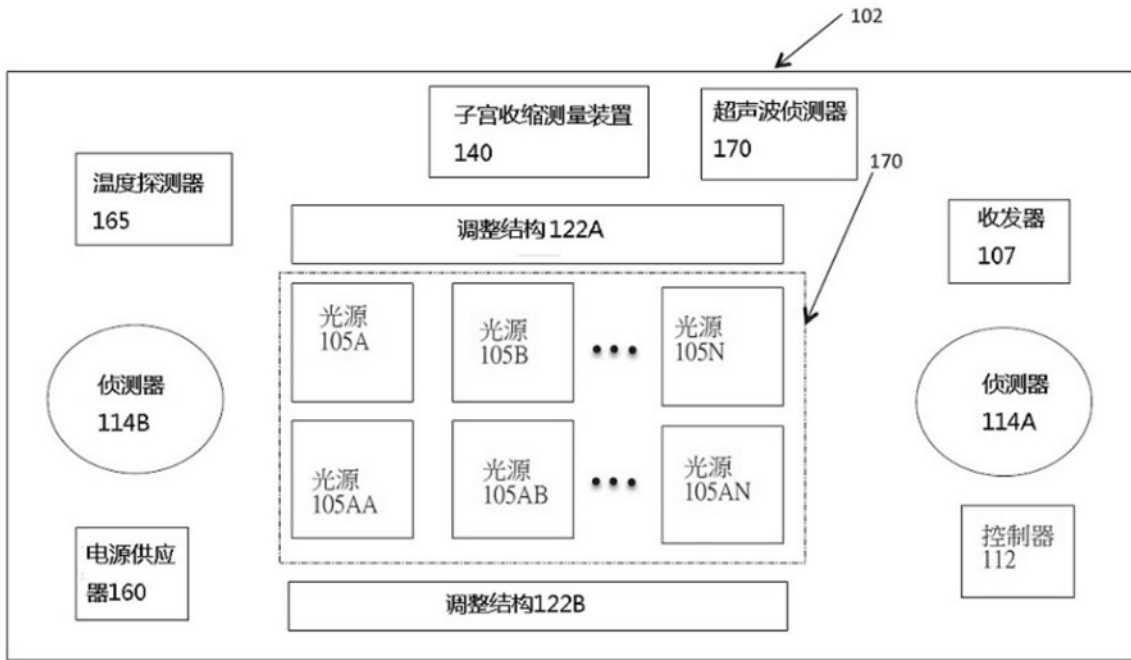 102
子宫收缩测量装置
140
超声波侦测器
170
170
温度探测器
165
调整结构 122A
收发器
107
光源
105A
光源
105B
•••
光源
105N
侦测器
114B
侦测器
114A
光源
105AA
光源
105AB
•••
光源
105AN
电源供应
器160
控制器
112
调整结构122B